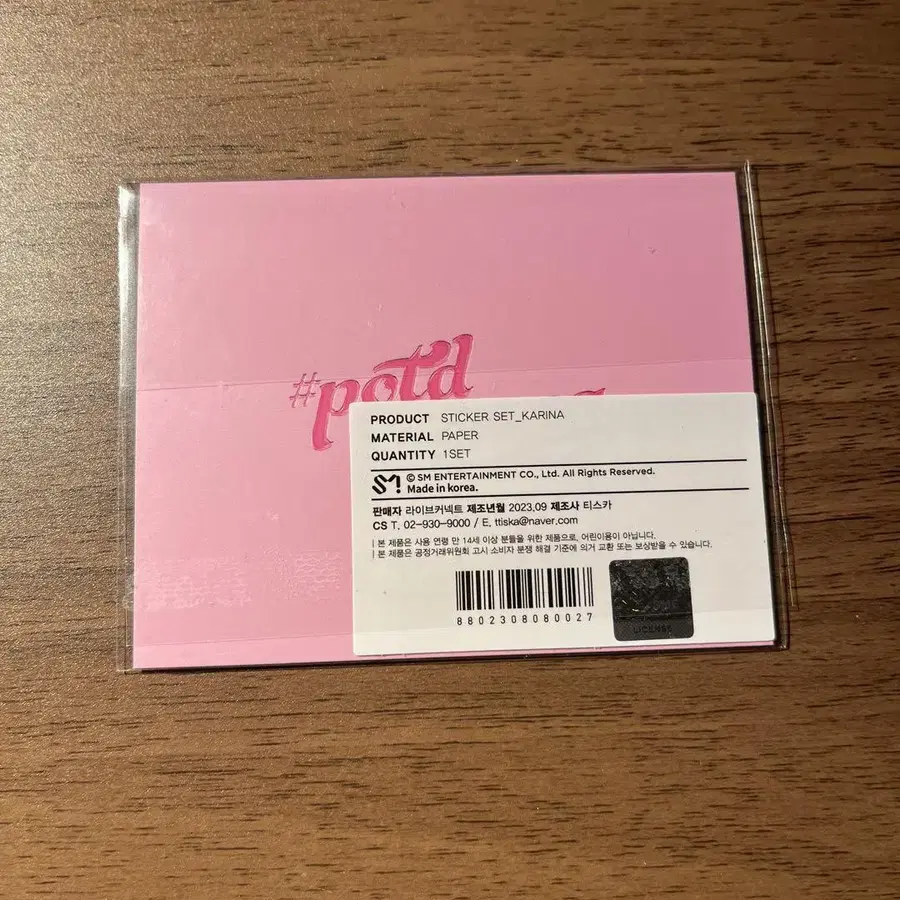 #potd
PRODUCT STICKER SET_KARINA
MATERIAL PAPER
QUANTITY 1SET
SM
© SM ENTERTAINMENT CO., Ltd. All Rights Reserved.
Made in korea.
판매자 라이브커넥트 제조년월 2023.09 제조사 티스카
CS T. 02-930-9000 / E. ttiska@naver.com
| 본 제품은 사용 연령 만 14세 이상 분들을 위한 제품으로, 어린이용이 아닙니다.
| 본 제품은 공정거래위원회 고시 소비자 분쟁 해결 기준에 의거 교환 또는 보상받을 수 있습니다.
8802308080027
LICENSE